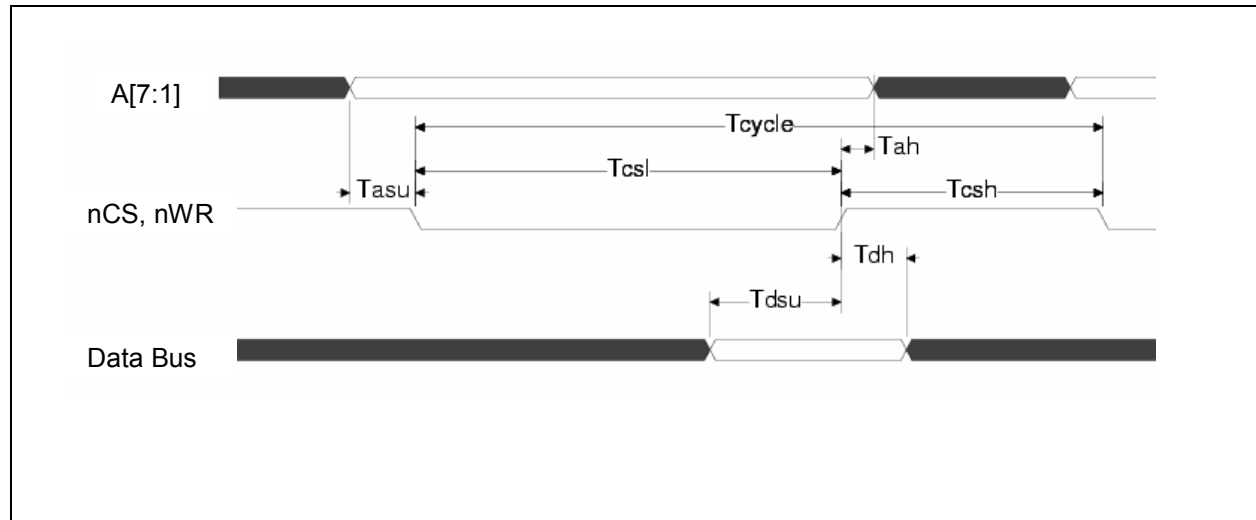 A[7:1]
Tcycle
Tah
Tcsl
Tasu
Tcsh
nCS, nWR
Tdh
Tdsu
Data Bus